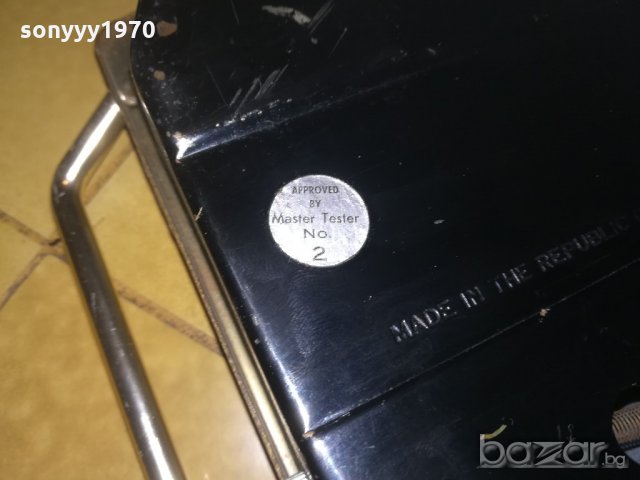 sonyyy1970
APPROVED
BY
Master Tester
No.
2
MADE IN THE REPUBLIC
bazar.bg